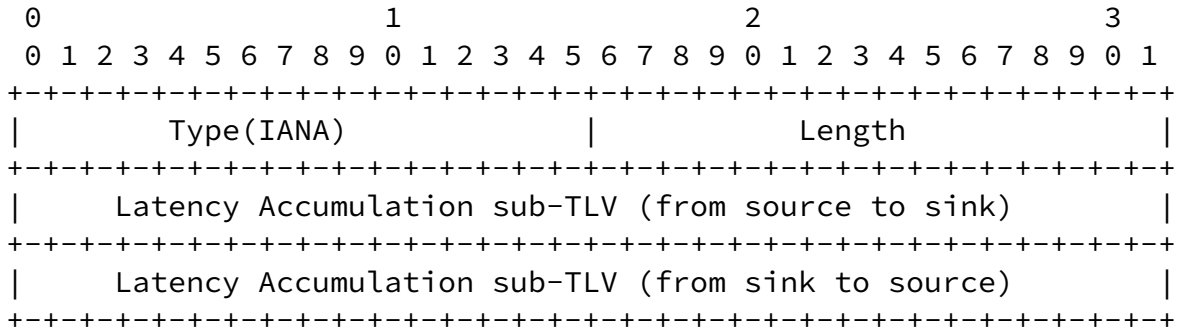 0                   1                   2                   3
 0 1 2 3 4 5 6 7 8 9 0 1 2 3 4 5 6 7 8 9 0 1 2 3 4 5 6 7 8 9 0 1
+-+-+-+-+-+-+-+-+-+-+-+-+-+-+-+-+-+-+-+-+-+-+-+-+-+-+-+-+-+-+-+-+
|        Type(IANA)             |           Length              |
+-+-+-+-+-+-+-+-+-+-+-+-+-+-+-+-+-+-+-+-+-+-+-+-+-+-+-+-+-+-+-+-+
|     Latency Accumulation sub-TLV (from source to sink)        |
+-+-+-+-+-+-+-+-+-+-+-+-+-+-+-+-+-+-+-+-+-+-+-+-+-+-+-+-+-+-+-+-+
|     Latency Accumulation sub-TLV (from sink to source)        |
+-+-+-+-+-+-+-+-+-+-+-+-+-+-+-+-+-+-+-+-+-+-+-+-+-+-+-+-+-+-+-+-+